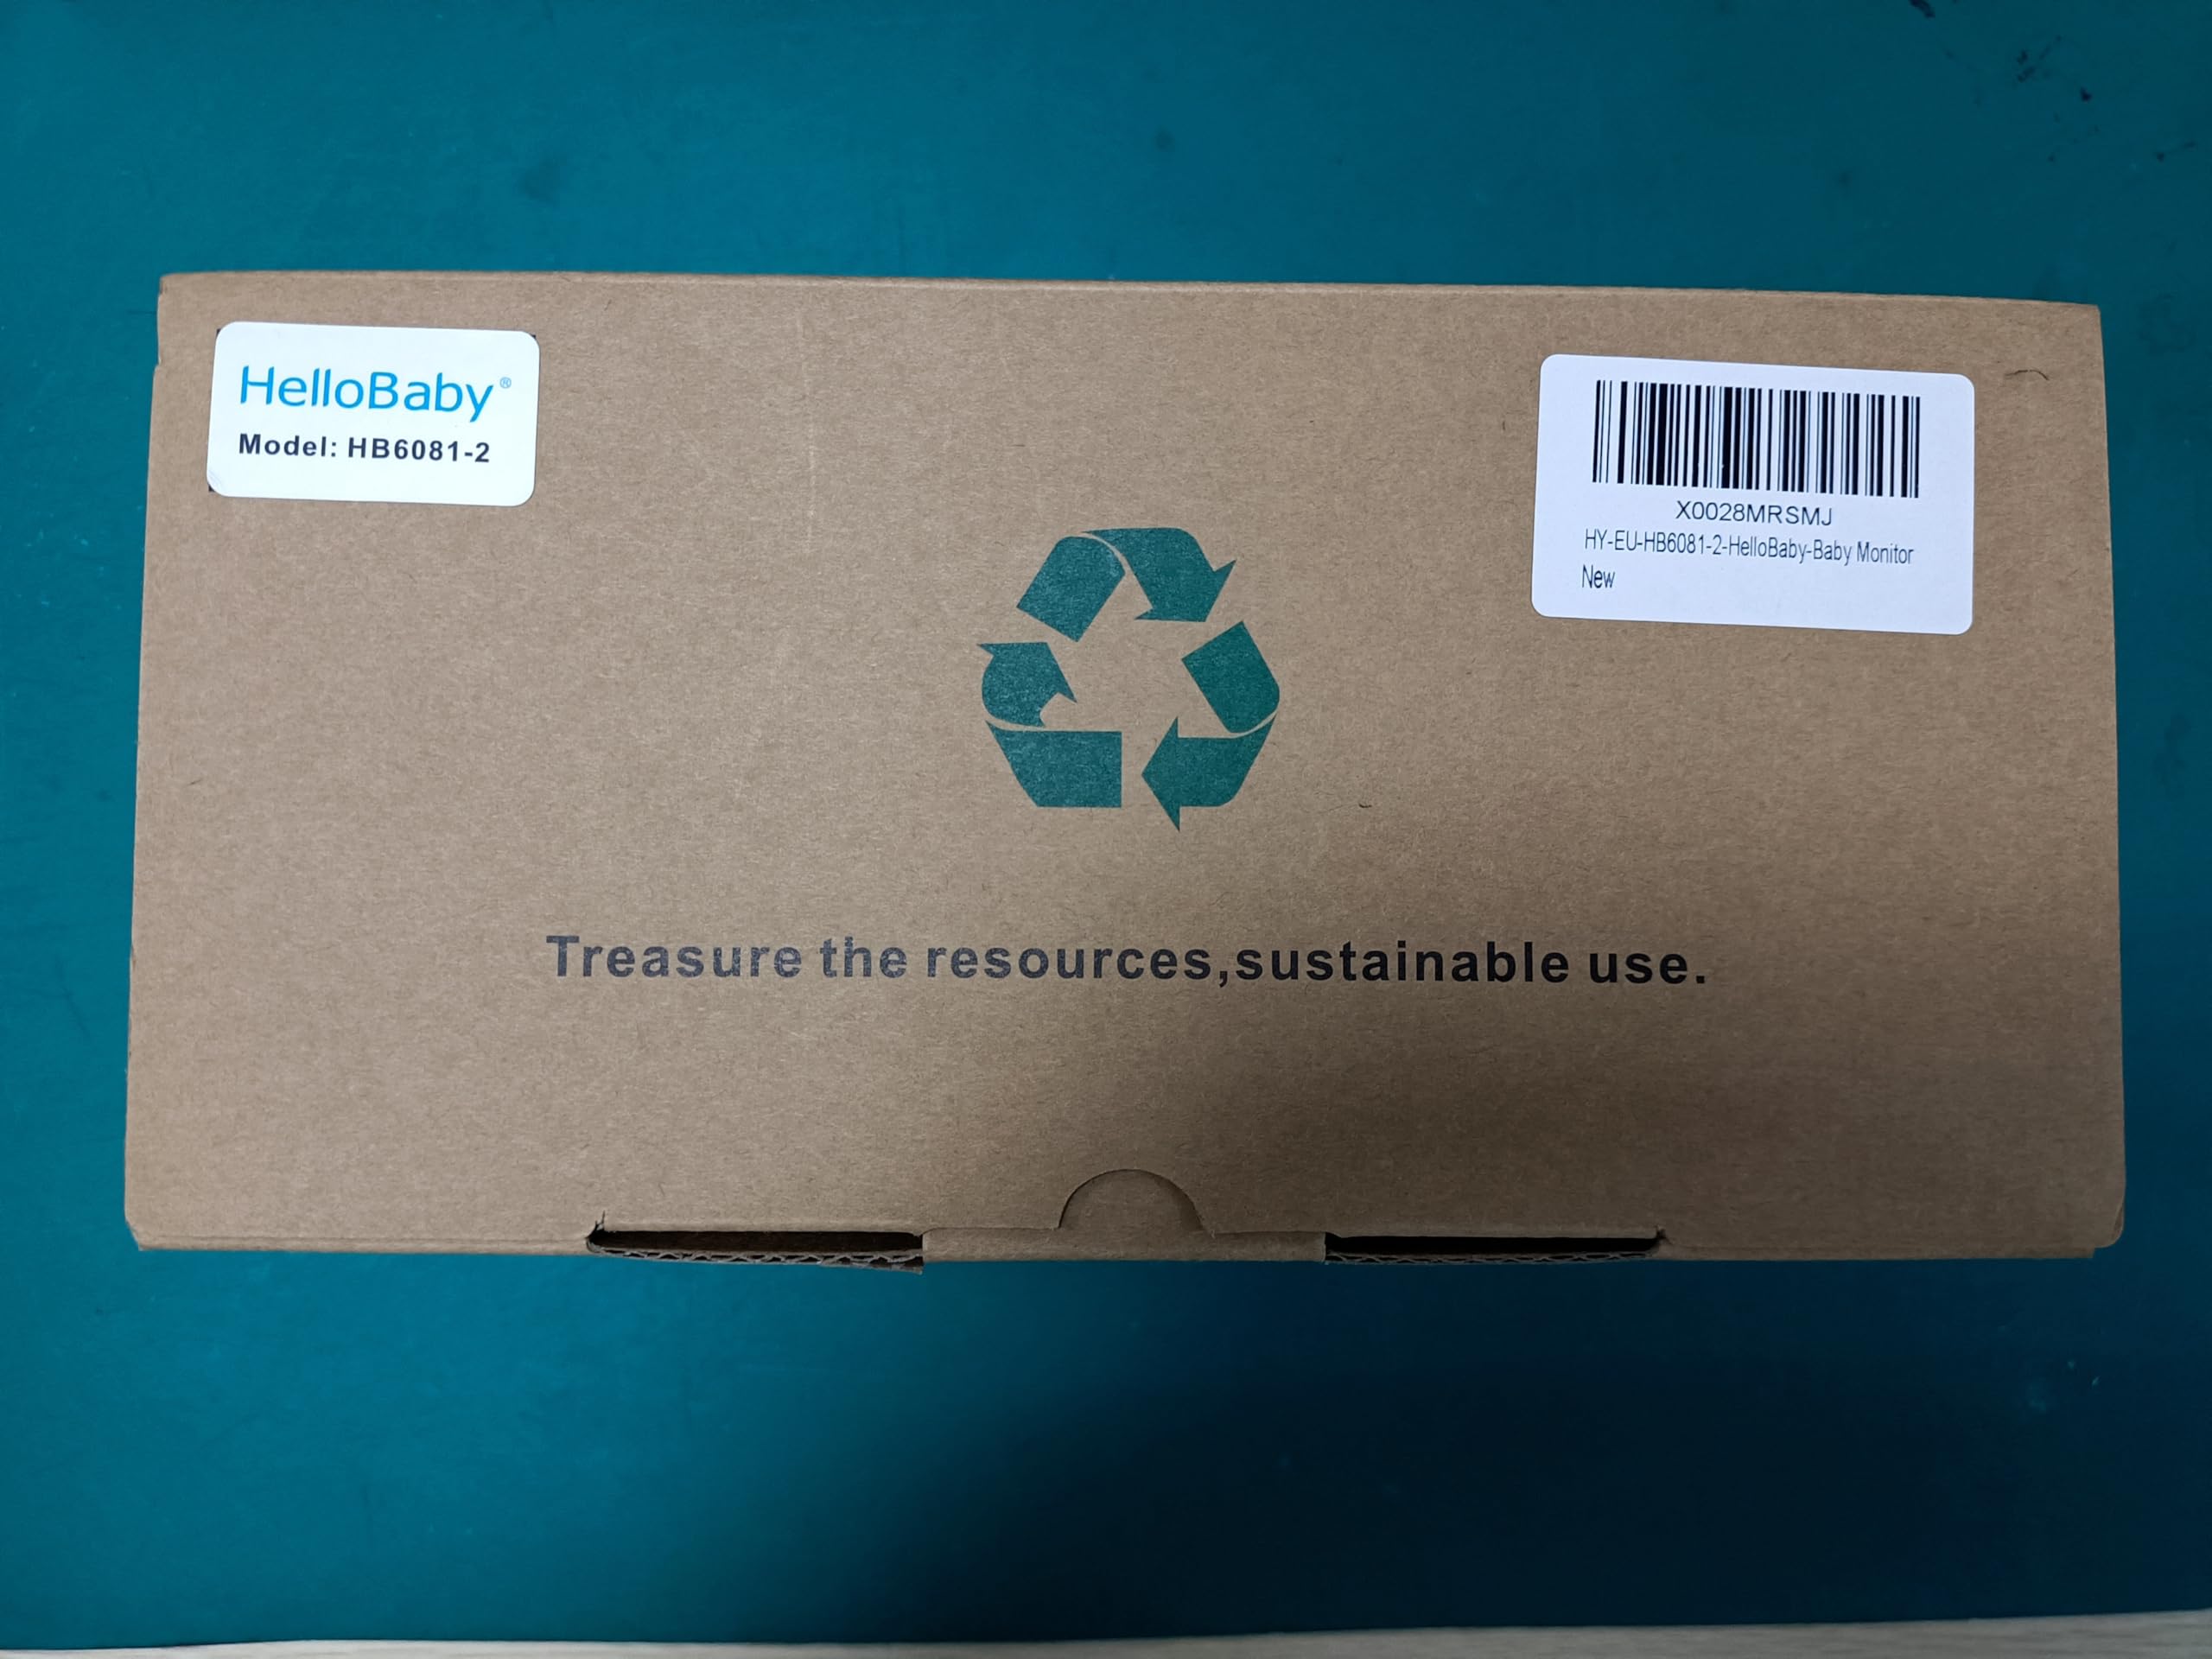 HelloBaby®
Model: HB6081-2
X0028MRSMJ
HY-EU-HB6081-2-HelloBaby-Baby Monitor
New
Treasure the resources,sustainable use.